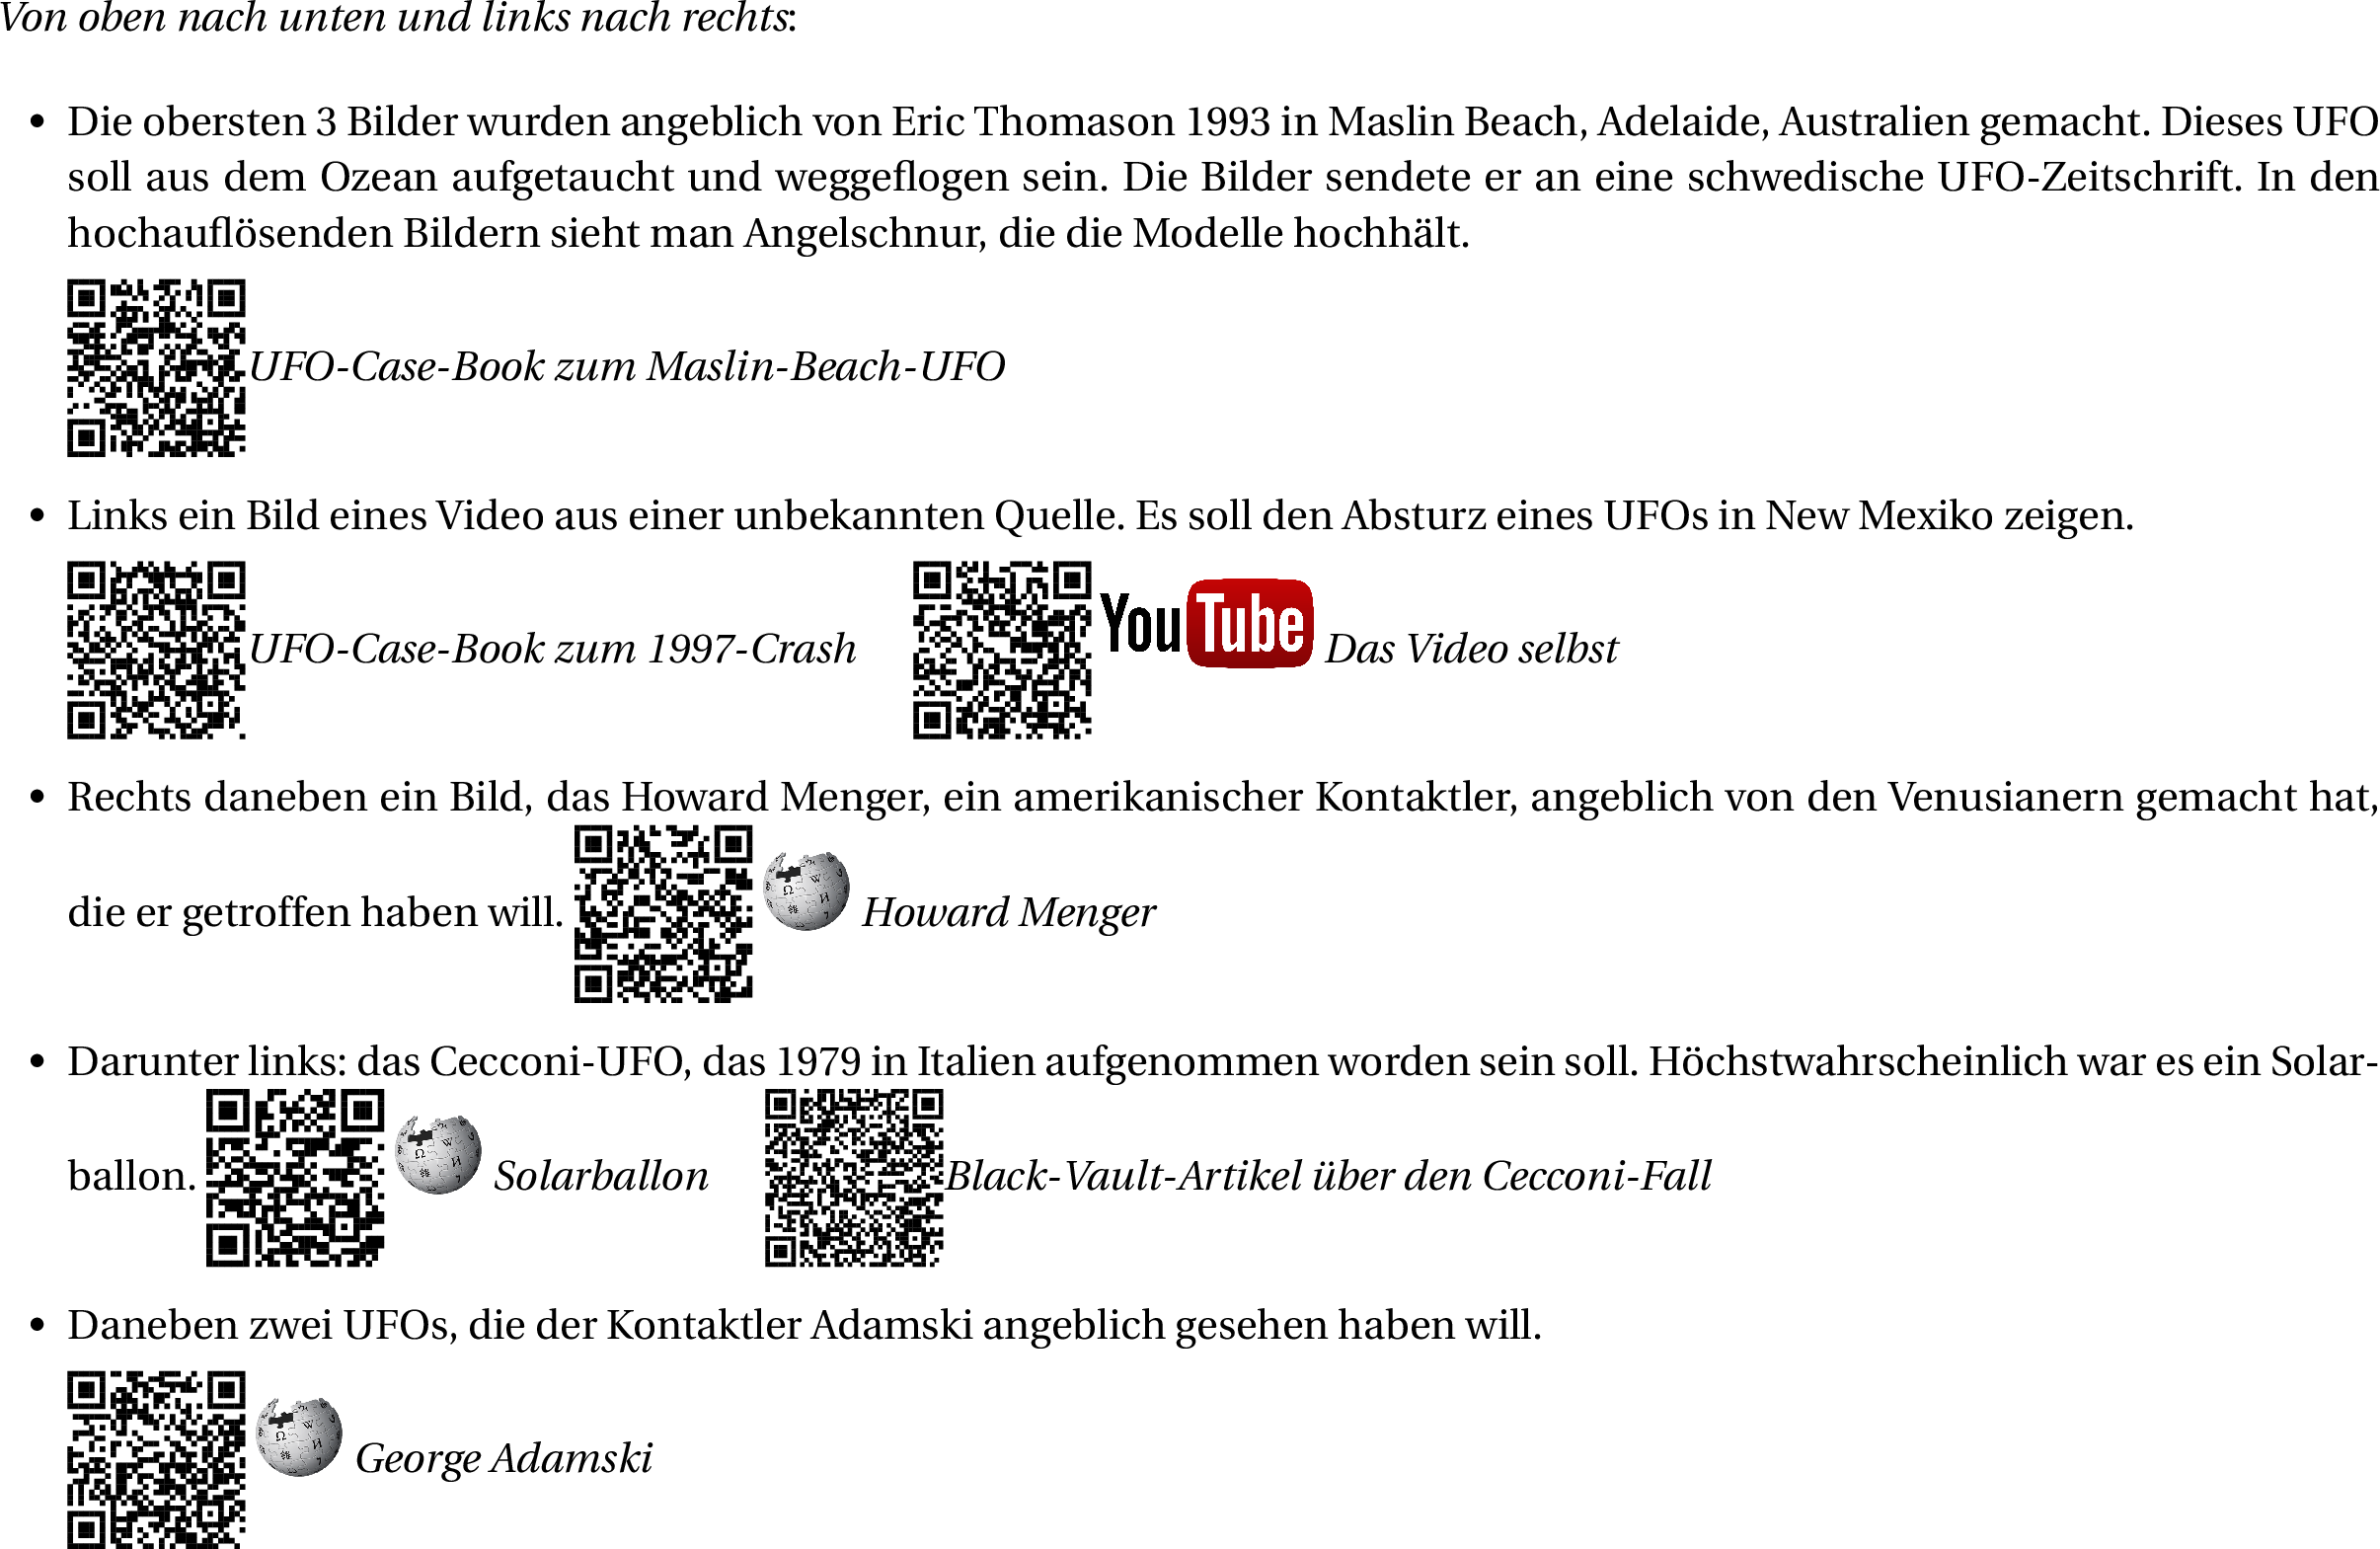 Von oben nach unten und links nach rechts:
• Die obersten 3 Bilder wurden angeblich von Eric Thomason 1993 in Maslin Beach, Adelaide, Australien gemacht. Dieses UFO
soll aus dem Ozean aufgetaucht und weggeflogen sein. Die Bilder sendete er an eine schwedische UFO-Zeitschrift. In den
hochauflösenden Bildern sieht man Angelschnur, die die Modelle hochhält.
UFO-Case-Book zum Maslin-Beach-UFO
• Links ein Bild eines Video aus einer unbekannten Quelle. Es soll den Absturz eines UFOs in New Mexiko zeigen.
UFO-Case-Book zum 1997-Crash YouTube Das Video selbst
• Rechts daneben ein Bild, das Howard Menger, ein amerikanischer Kontaktler, angeblich von den Venusianern gemacht hat,
die er getroffen haben will. Howard Menger
• Darunter links: das Cecconi-UFO, das 1979 in Italien aufgenommen worden sein soll. Höchstwahrscheinlich war es ein Solar-
ballon. Solarballon Black-Vault-Artikel über den Cecconi-Fall
• Daneben zwei UFOs, die der Kontaktler Adamski angeblich gesehen haben will.
George Adamski